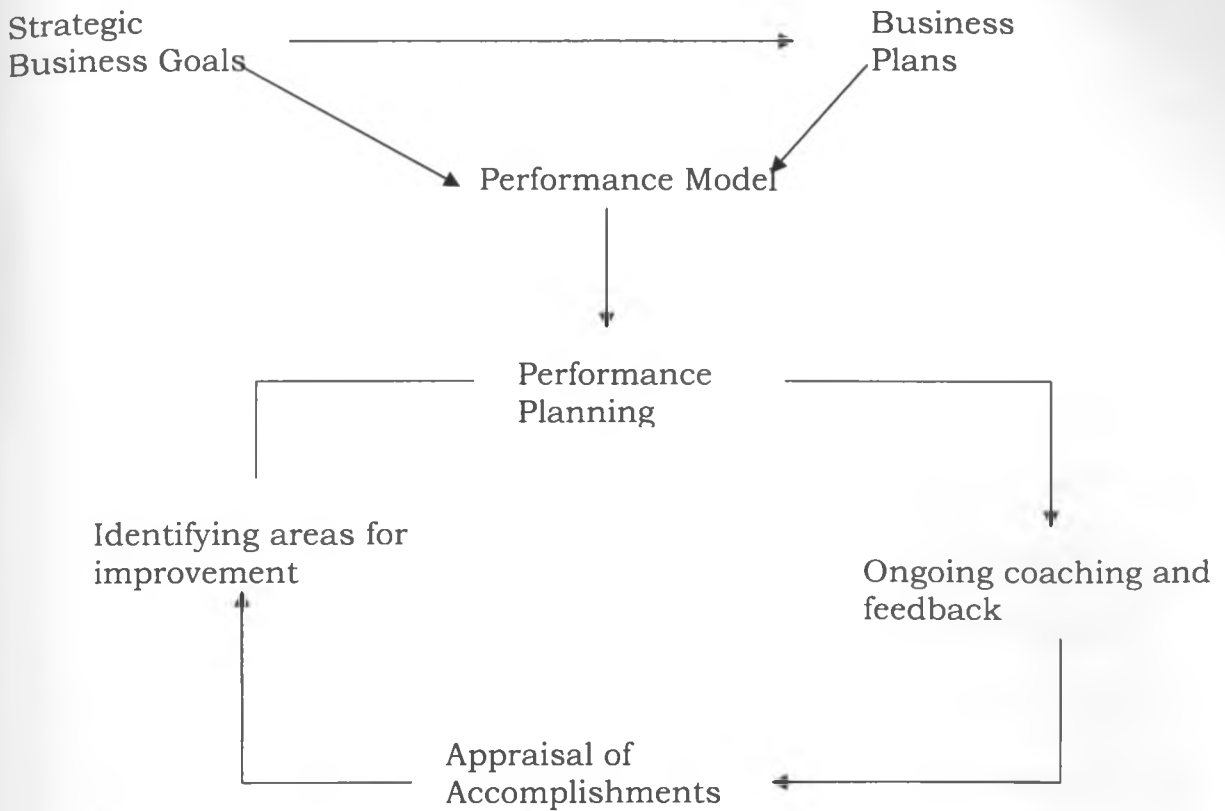 Strategic
Business Goals
Business
Plans
Performance Model
Performance
Planning
Identifying areas for
improvement
Ongoing coaching and
feedback
Appraisal of
Accomplishments